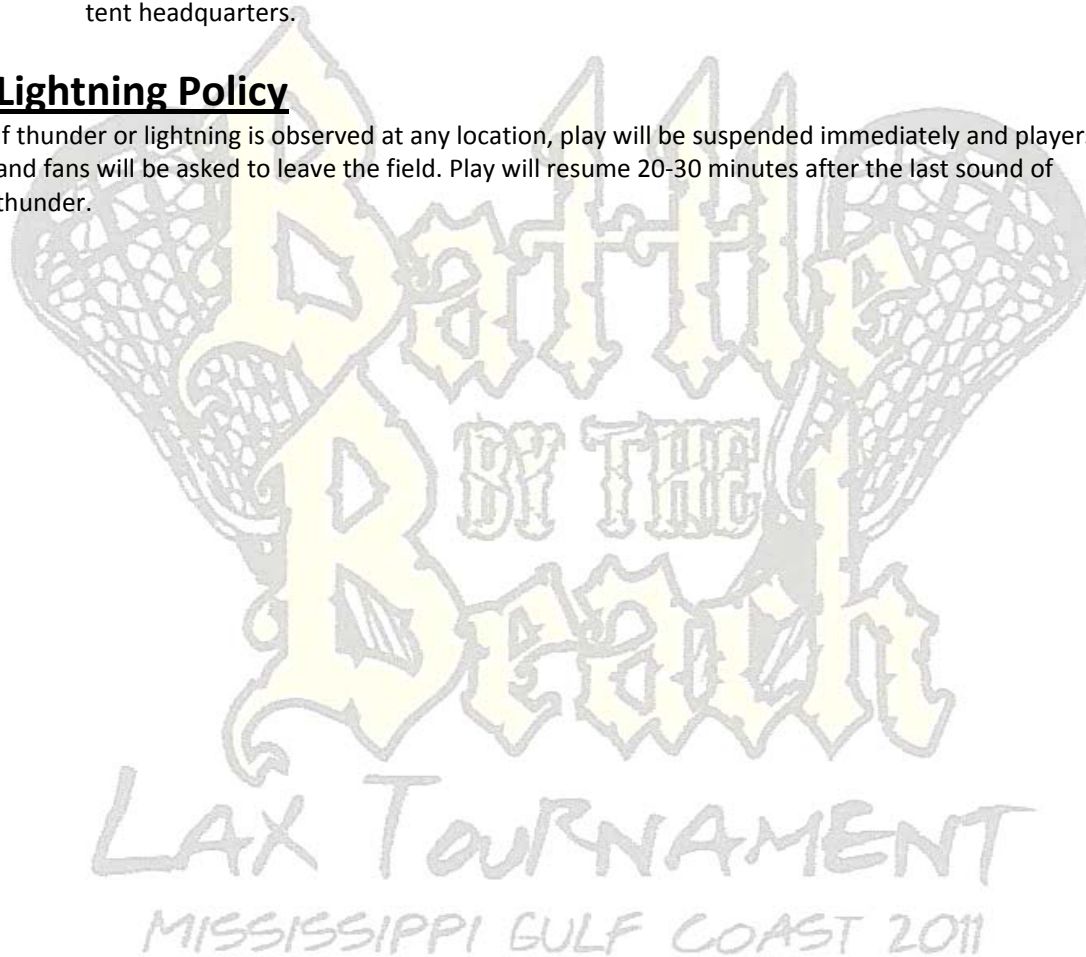 tent headquarters.
Lightning Policy
If thunder or lightning is observed at any location, play will be suspended immediately and player
and fans will be asked to leave the field. Play will resume 20-30 minutes after the last sound of
thunder.
Battle
BY THE
Beach
LAX TOURNAMENT
MISSISSIPPI GULF COAST 2011